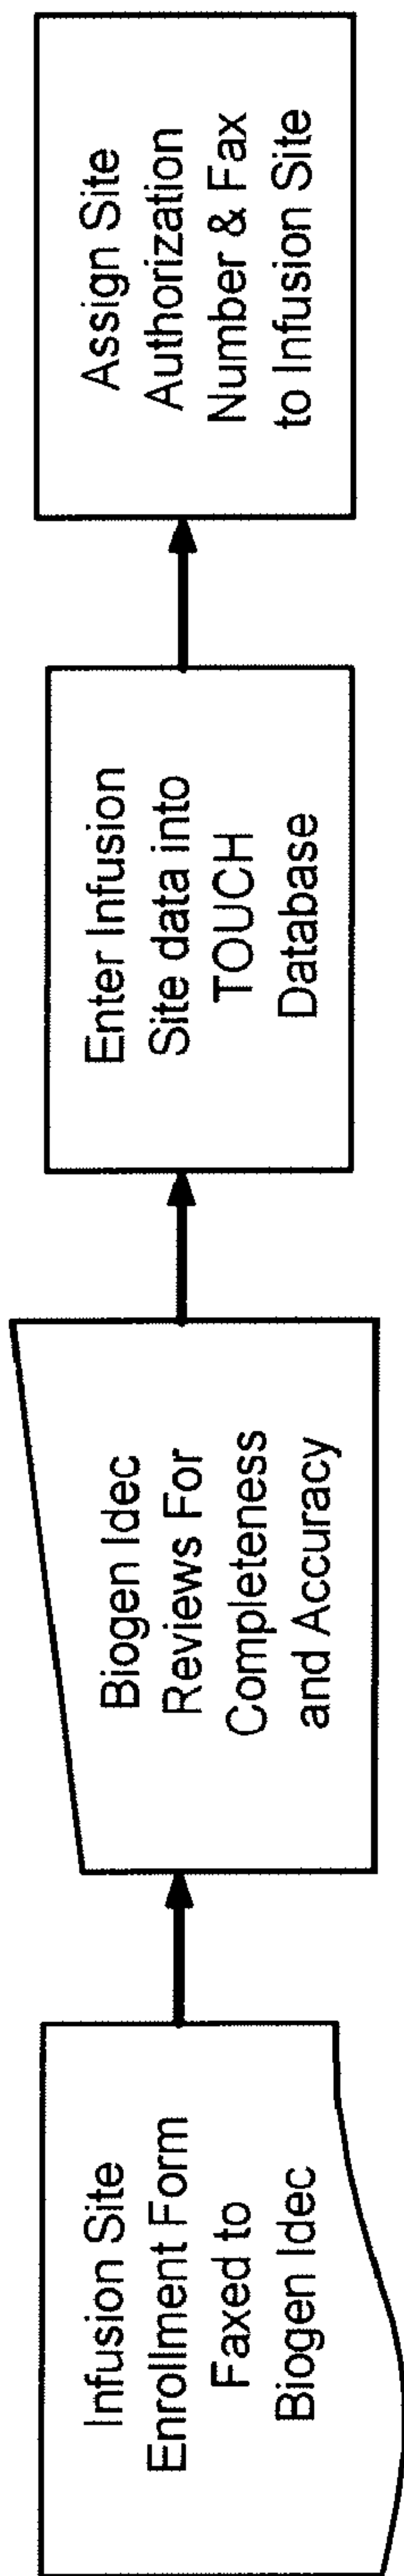 Infusion Site
Enrollment Form
Faxed to
Biogen Idec
Biogen Idec
Reviews For
Completeness
and Accuracy
Enter Infusion
Site data into
TOUCH
Database
Assign Site
Authorization
Number & Fax
to Infusion Site